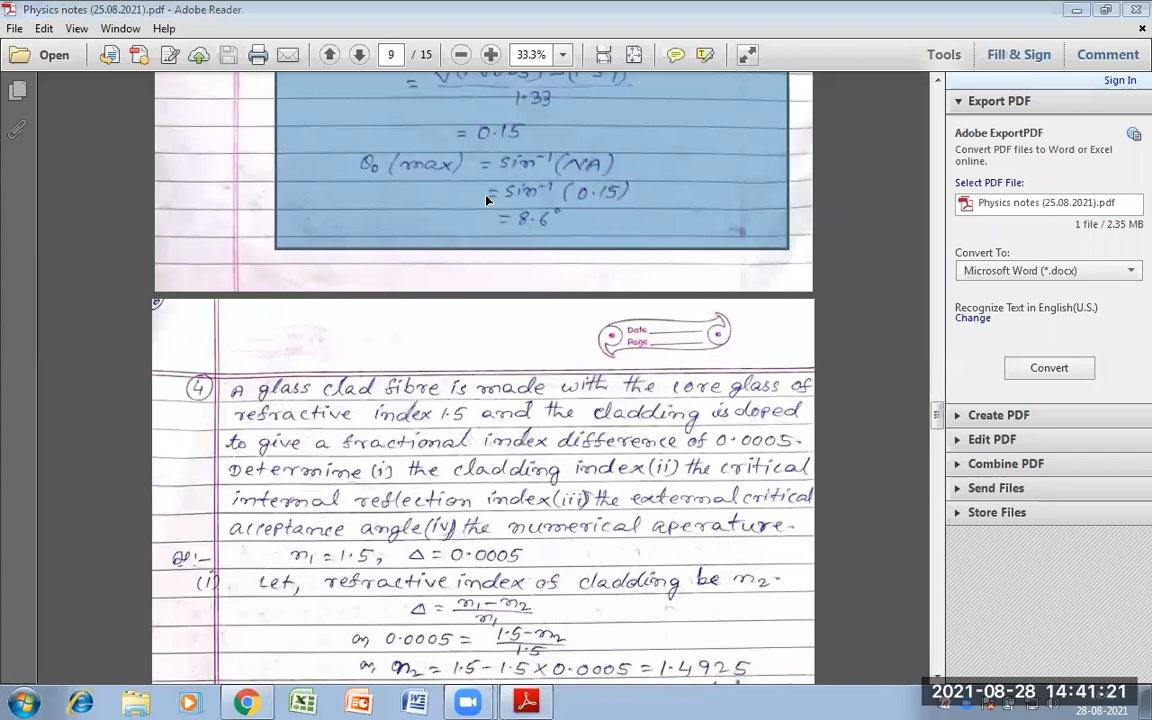 Physics notes (25.08.2021).pdf - Adobe Reader
File Edit View Window Help
Open 9 / 15 33.3% Tools Fill & Sign Comment
Sign In
Export PDF
Adobe ExportPDF
Convert PDF files to Word or Excel
online.
Select PDF File:
Physics notes (25.08.2021).pdf
1 file / 2.35 MB
Convert To:
Microsoft Word (*.docx)
Recognize Text in English(U.S.)
Change
Convert
Create PDF
Edit PDF
Combine PDF
Send Files
Store Files
1.33
= 0.15
θ₀ (max) = sin⁻¹ (NA)
= sin⁻¹ (0.15)
= 8.6°
Date
Page
4 A glass clad fibre is made with the core glass of
refractive index 1.5 and the cladding is doped
to give a fractional index difference of 0.0005.
Determine (i) the cladding index (ii) the critical
internal reflection index (iii) the external critical
acceptance angle (iv) the numerical aperature.
n₁ = 1.5, Δ = 0.0005
(i) Let, refractive index of cladding be n₂.
Δ = n₁ - n₂ / n₁
or, 0.0005 = 1.5 - n₂ / 1.5
or, n₂ = 1.5 - 1.5 × 0.0005 = 1.4925
2021-08-28 14:41:21
28-08-2021